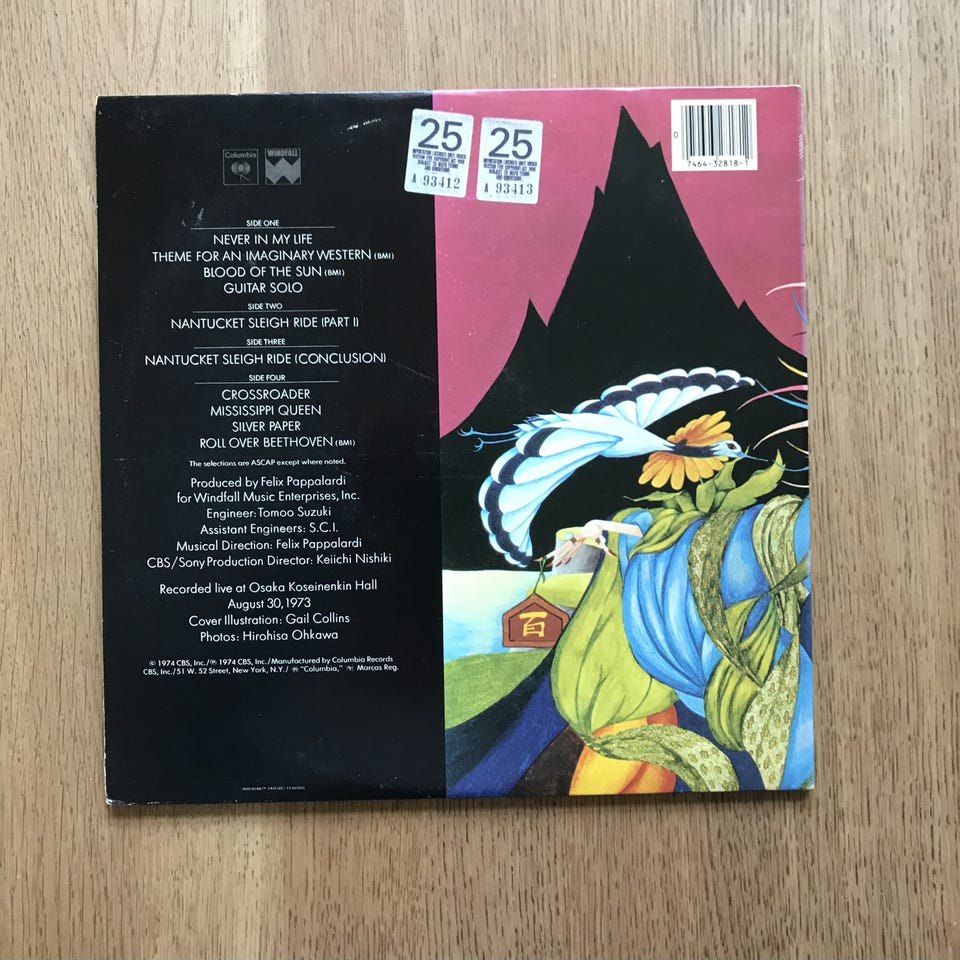 Columbia
WINDFALL
SIDE ONE
NEVER IN MY LIFE
THEME FOR AN IMAGINARY WESTERN (BMI)
BLOOD OF THE SUN (BMI)
GUITAR SOLO
SIDE TWO
NANTUCKET SLEIGH RIDE (PART I)
SIDE THREE
NANTUCKET SLEIGH RIDE (CONCLUSION)
SIDE FOUR
CROSSROADER
MISSISSIPPI QUEEN
SILVER PAPER
ROLL OVER BEETHOVEN (BMI)
The selections are ASCAP except where noted.
Produced by Felix Pappalardi
for Windfall Music Enterprises, Inc.
Engineer: Tomoo Suzuki
Assistant Engineers: S.C.I.
Musical Direction: Felix Pappalardi
CBS/Sony Production Director: Keiichi Nishiki
Recorded live at Osaka Koseinenkin Hall
August 30, 1973
Cover Illustration: Gail Collins
Photos: Hirohisa Ohkawa
© 1974 CBS, Inc./℗ 1974 CBS, Inc./Manufactured by Columbia Records
CBS, Inc./51 W. 52 Street, New York, N.Y./ ® "Columbia," Marcas Reg.
25
A 93412
25
A 93413
0
7464-32818-1
百